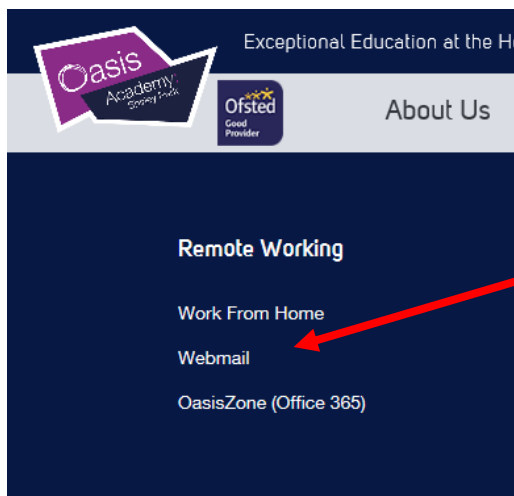 Exceptional Education at the H
Oasis
Academy:
Ofsted
Good
Provider
About Us
Remote Working
Work From Home
Webmail
OasisZone (Office 365)